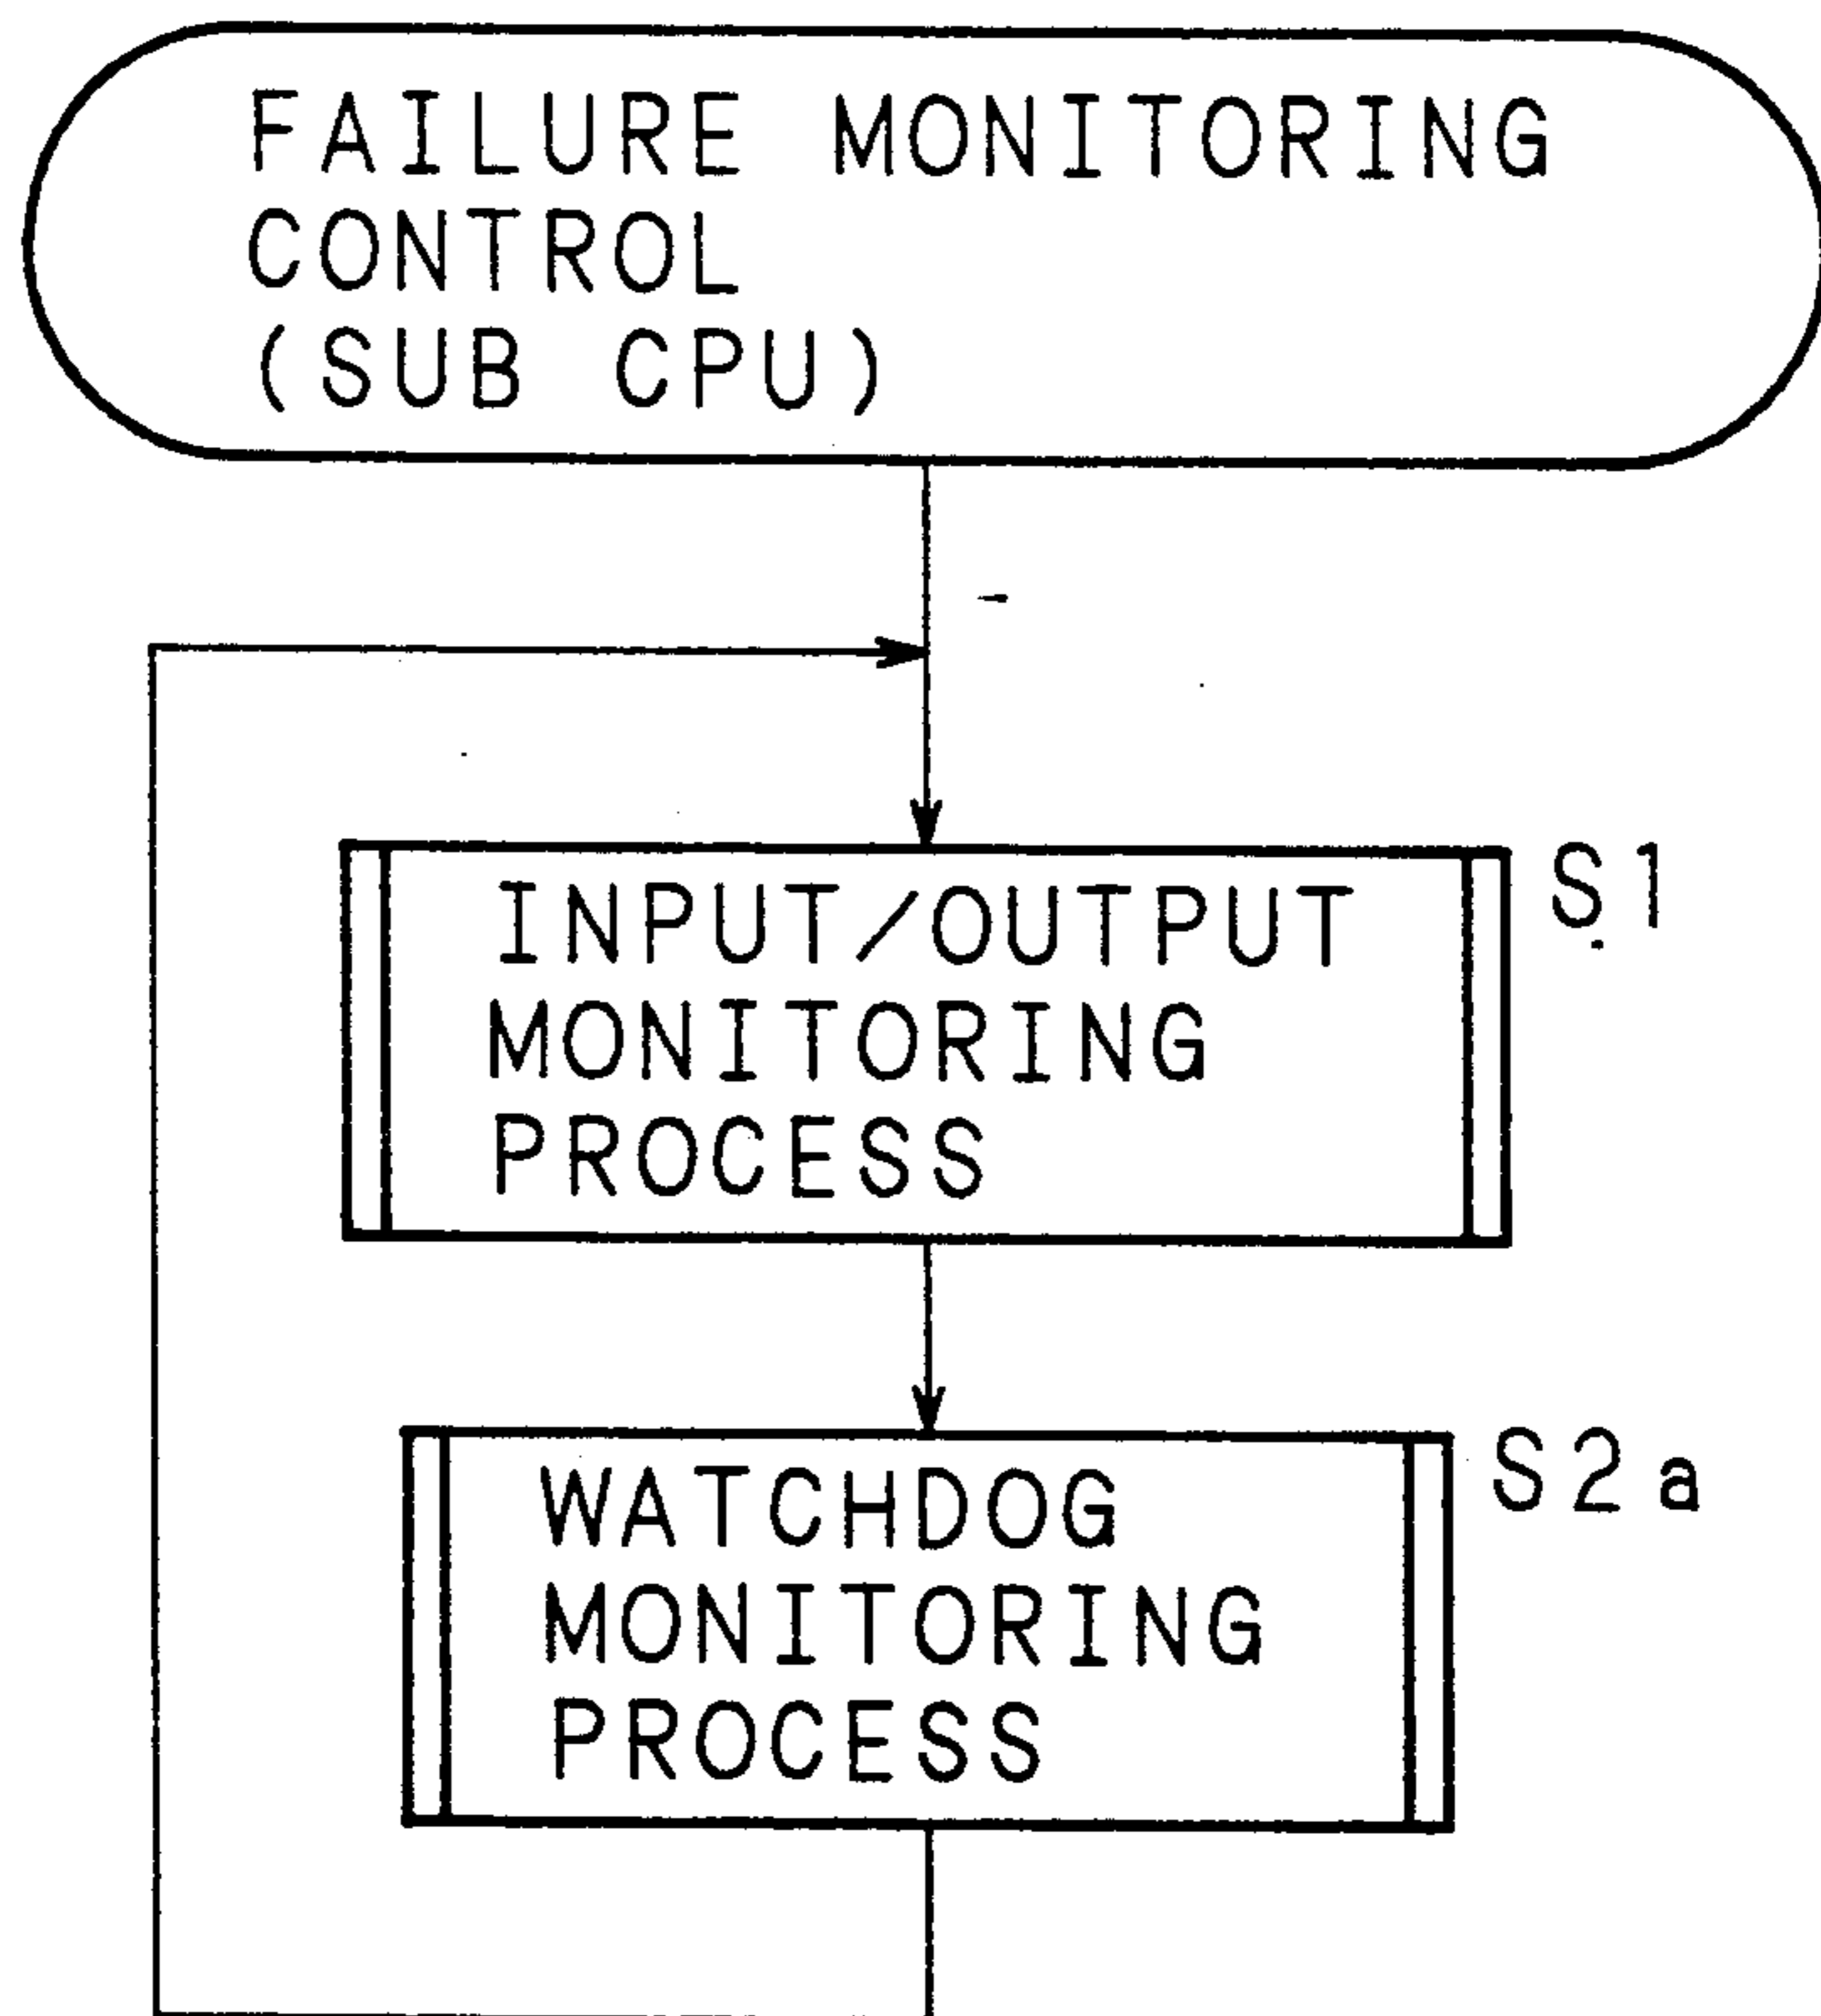 FAILURE MONITORING
CONTROL
(SUB CPU)
S1
INPUT/OUTPUT
MONITORING
PROCESS
S2a
WATCHDOG
MONITORING
PROCESS